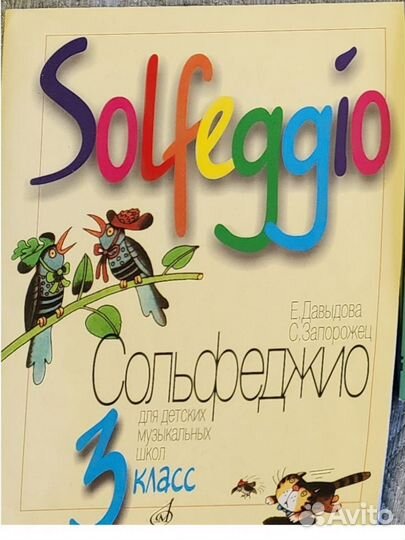 Solfeggio
Е.Давыдова
С.Запорожец
Сольфеджио
для детских
музыкальных
школ
3 класс
Avito